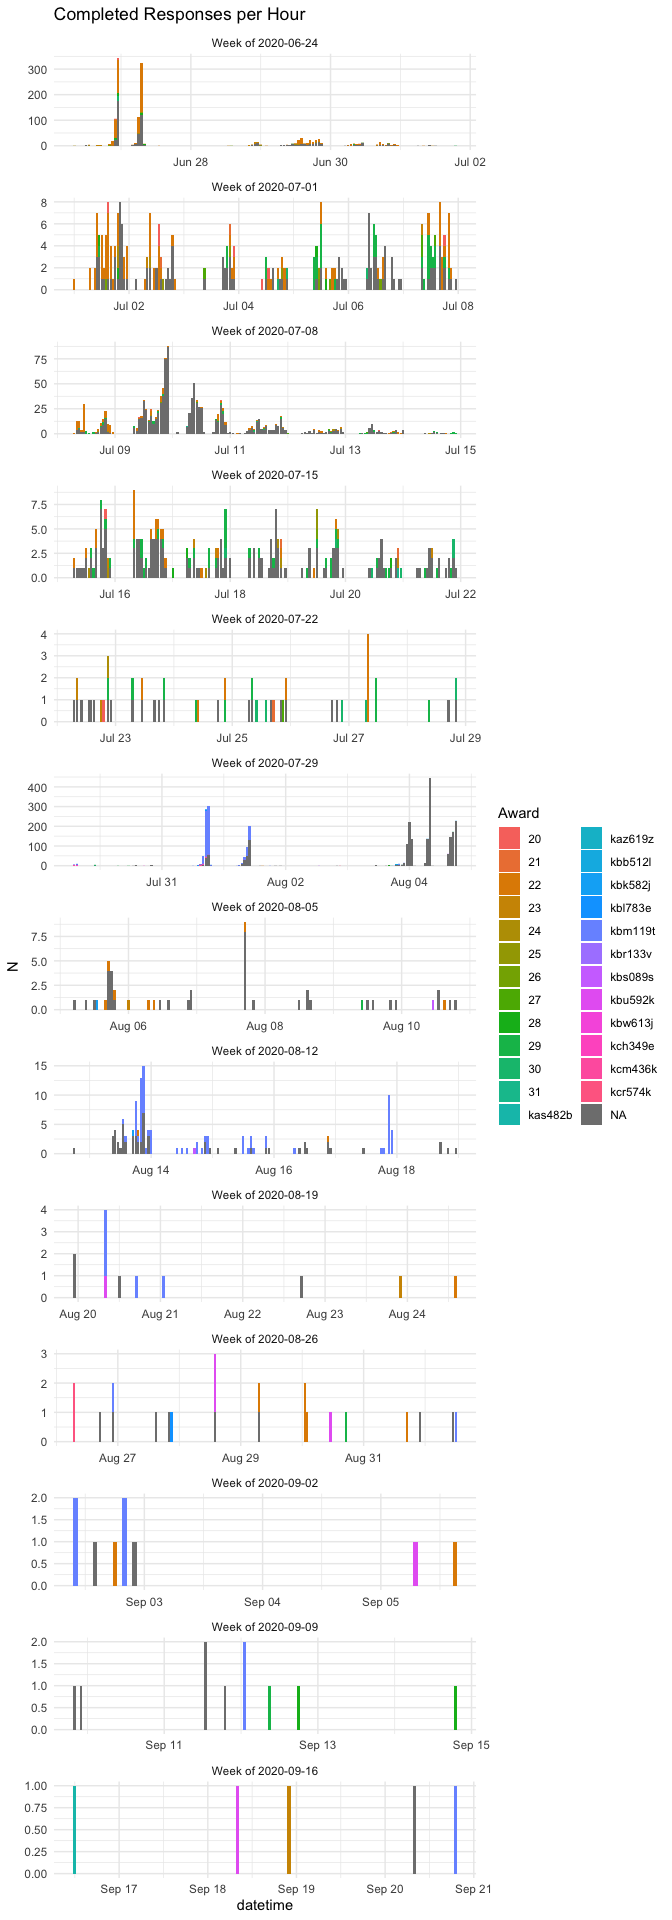 Completed Responses per Hour
Week of 2020-06-24
300
200
100
0
Jun 28 Jun 30 Jul 02
Week of 2020-07-01
8
6
4
2
0
Jul 02 Jul 04 Jul 06 Jul 08
Week of 2020-07-08
75
50
25
0
Jul 09 Jul 11 Jul 13 Jul 15
Week of 2020-07-15
7.5
5.0
2.5
0.0
Jul 16 Jul 18 Jul 20 Jul 22
Week of 2020-07-22
4
3
2
1
0
Jul 23 Jul 25 Jul 27 Jul 29
Week of 2020-07-29
400
300
200
100
0
Jul 31 Aug 02 Aug 04
Week of 2020-08-05
7.5
5.0
2.5
0.0
Aug 06 Aug 08 Aug 10
Week of 2020-08-12
15
10
5
0
Aug 14 Aug 16 Aug 18
Week of 2020-08-19
4
3
2
1
0
Aug 20 Aug 21 Aug 22 Aug 23 Aug 24
Week of 2020-08-26
3
2
1
0
Aug 27 Aug 29 Aug 31
Week of 2020-09-02
2.0
1.5
1.0
0.5
0.0
Sep 03 Sep 04 Sep 05
Week of 2020-09-09
2.0
1.5
1.0
0.5
0.0
Sep 11 Sep 13 Sep 15
Week of 2020-09-16
1.00
0.75
0.50
0.25
0.00
Sep 17 Sep 18 Sep 19 Sep 20 Sep 21
datetime
N
Award
20 kaz619z
21 kbb512l
22 kbk582j
23 kbl783e
24 kbm119t
25 kbr133v
26 kbs089s
27 kbu592k
28 kbw613j
29 kch349e
30 kcm436k
31 kcr574k
kas482b NA